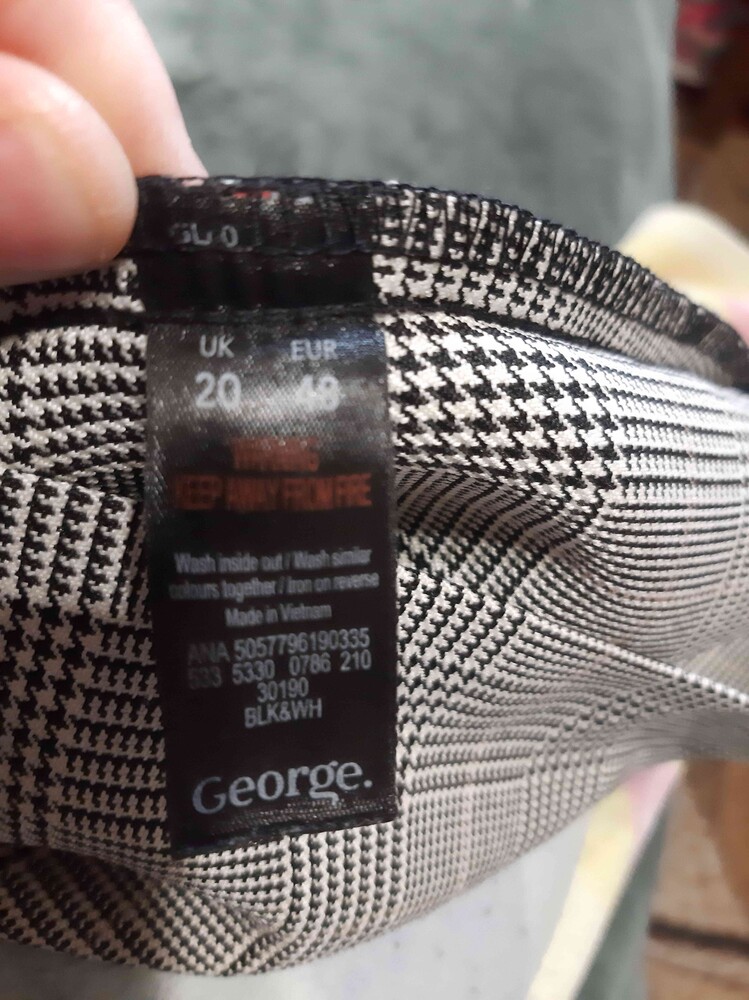 UK EUR
20 48
WARNING
KEEP AWAY FROM FIRE
Wash inside out / Wash similar
colours together / Iron on reverse
Made in Vietnam
ANA 5057796190335
533 5330 0786 210
30190
BLK&WH
George.